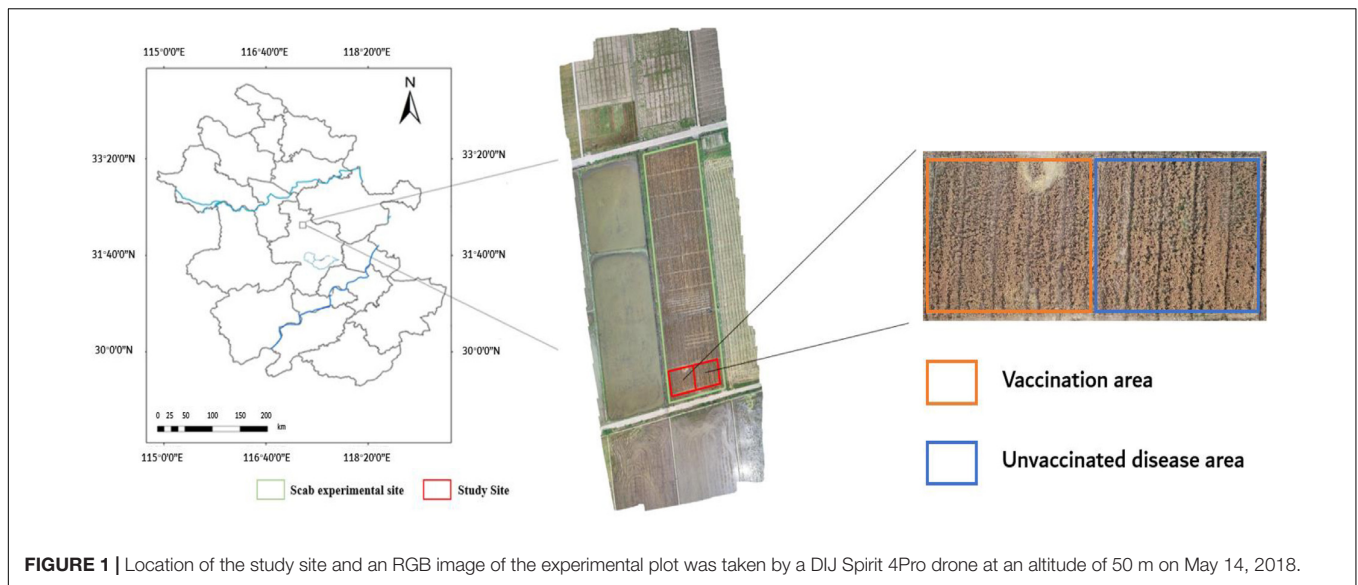 115°0'0"E 116°40'0"E 118°20'0"E
N
33°20'0"N 33°20'0"N
31°40'0"N 31°40'0"N
30°0'0"N 30°0'0"N
0 25 50 100 150 200
km
115°0'0"E 116°40'0"E 118°20'0"E
Scab experimental site Study Site
Vaccination area
Unvaccinated disease area
FIGURE 1 | Location of the study site and an RGB image of the experimental plot was taken by a DIJ Spirit 4Pro drone at an altitude of 50 m on May 14, 2018.